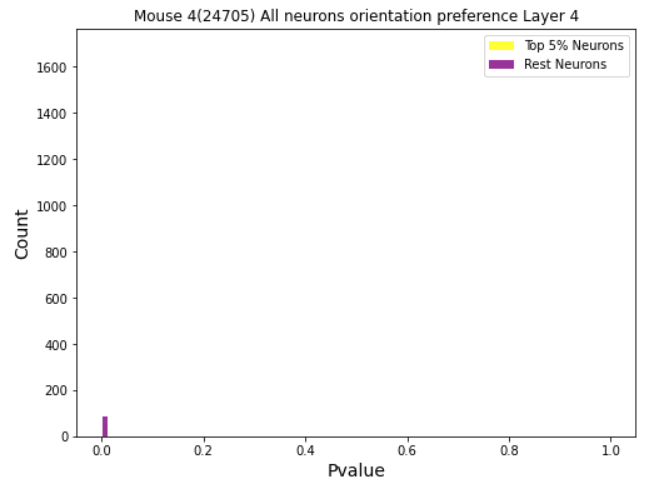 Mouse 4(24705) All neurons orientation preference Layer 4
Top 5% Neurons
Rest Neurons
1600
1400
1200
1000
800
600
400
200
0
Count
0.0 0.2 0.4 0.6 0.8 1.0
Pvalue